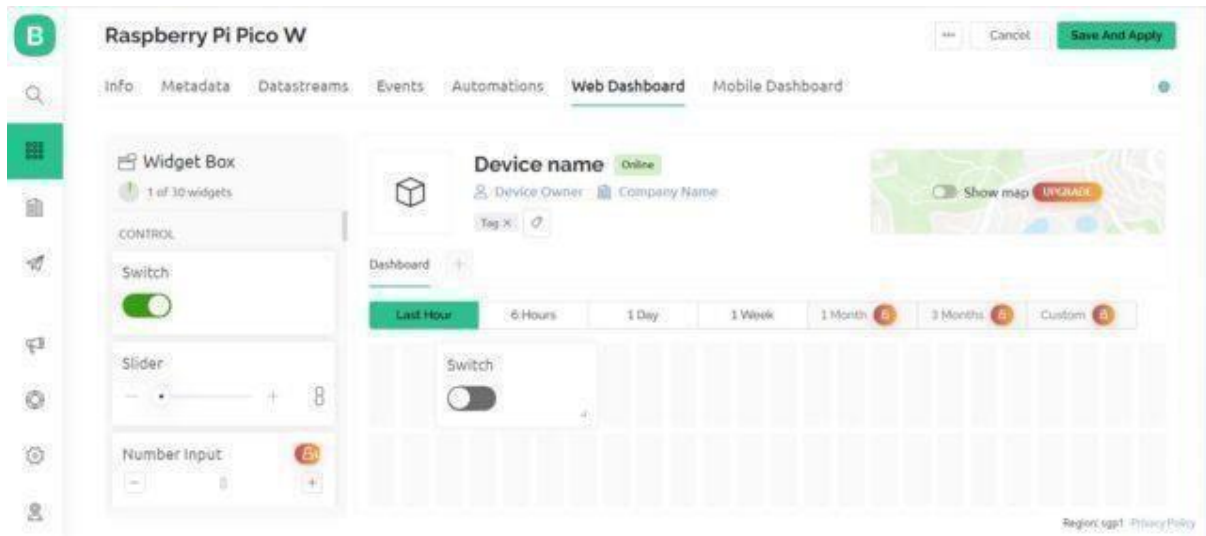 B
Raspberry Pi Pico W
Cancel
Save And Apply
Info Metadata Datastreams Events Automations Web Dashboard Mobile Dashboard
Widget Box
1 of 30 widgets
CONTROL
Switch
Slider
Number Input
Device name Online
Device Owner Company Name
Tag X
Show map UPGRADE
Dashboard +
Last Hour 6 Hours 1 Day 1 Week 1 Month 3 Months Custom
Switch
Region: sgp1 Privacy Policy